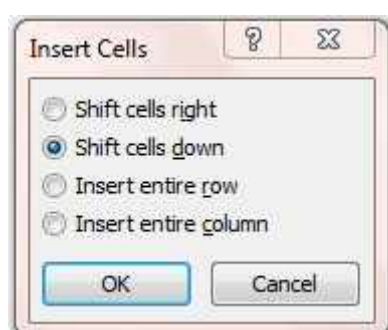 Insert Cells
Shift cells right
Shift cells down
Insert entire row
Insert entire column
OK Cancel